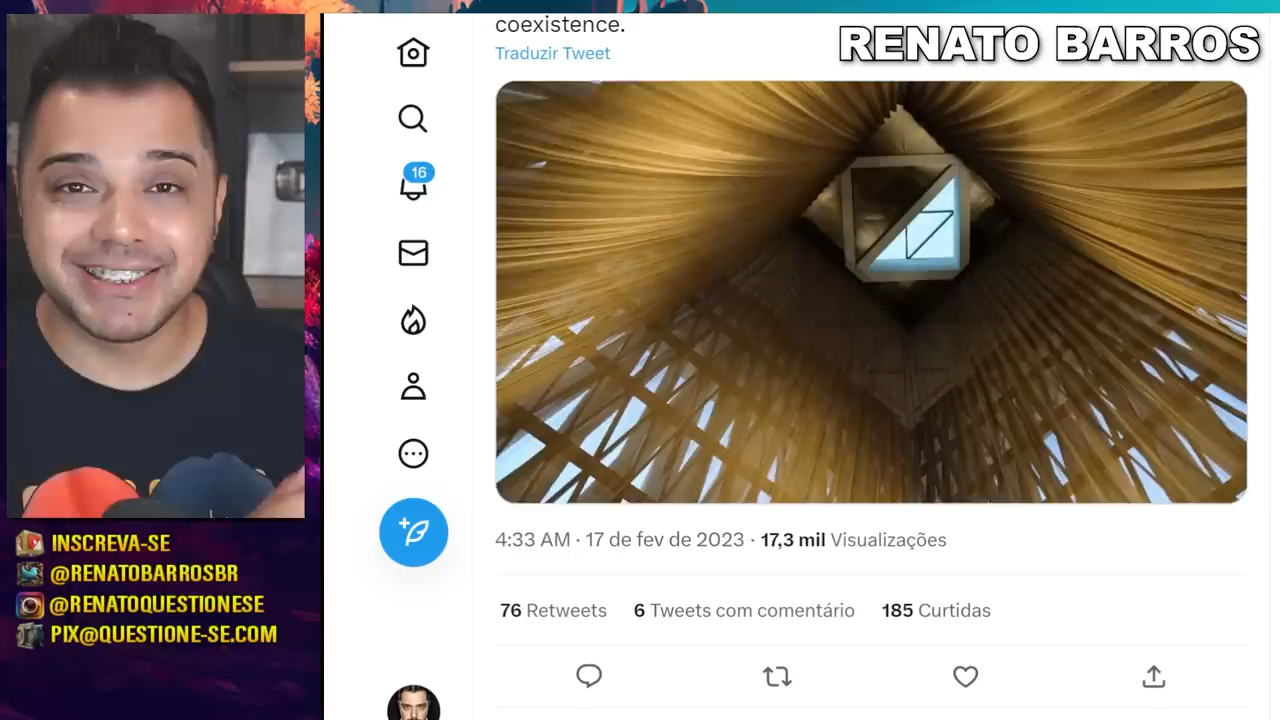 coexistence.
Traduzir Tweet
RENATO BARROS
16
4:33 AM · 17 de fev de 2023 · 17,3 mil Visualizações
76 Retweets 6 Tweets com comentário 185 Curtidas
INSCREVA-SE
@RENATOBARROSBR
@RENATOQUESTIONESE
PIX@QUESTIONE-SE.COM